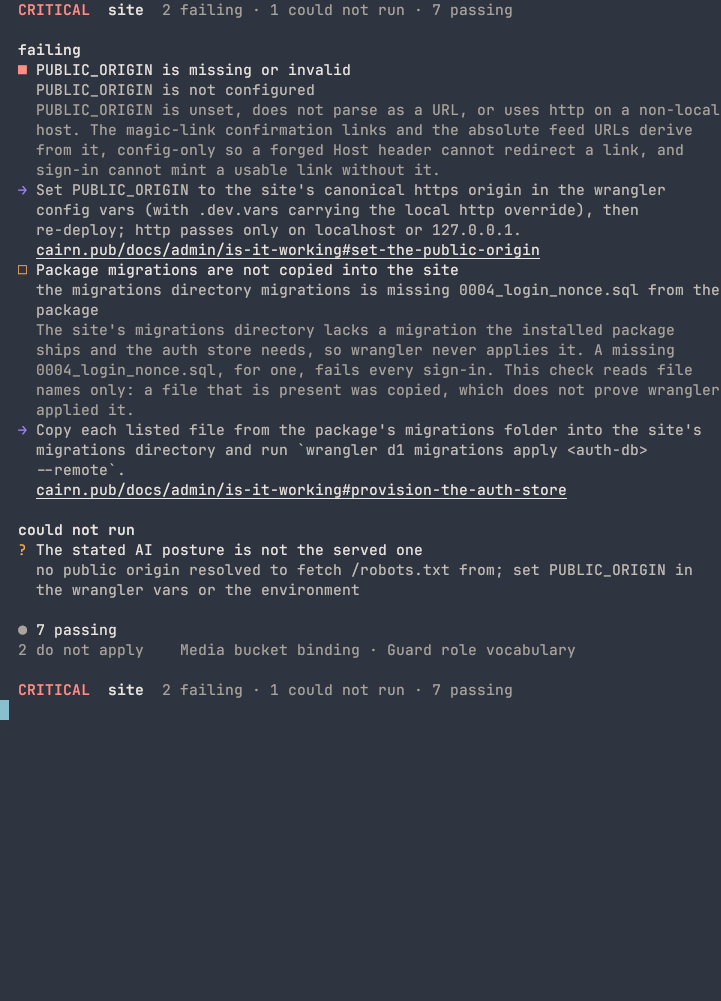 CRITICAL  site  2 failing · 1 could not run · 7 passing
failing
PUBLIC_ORIGIN is missing or invalid
PUBLIC_ORIGIN is not configured
PUBLIC_ORIGIN is unset, does not parse as a URL, or uses http on a non-local
host. The magic-link confirmation links and the absolute feed URLs derive
from it, config-only so a forged Host header cannot redirect a link, and
sign-in cannot mint a usable link without it.
→ Set PUBLIC_ORIGIN to the site's canonical https origin in the wrangler
config vars (with .dev.vars carrying the local http override), then
re-deploy; http passes only on localhost or 127.0.0.1.
cairn.pub/docs/admin/is-it-working#set-the-public-origin
Package migrations are not copied into the site
the migrations directory migrations is missing 0004_login_nonce.sql from the
package
The site's migrations directory lacks a migration the installed package
ships and the auth store needs, so wrangler never applies it. A missing
0004_login_nonce.sql, for one, fails every sign-in. This check reads file
names only: a file that is present was copied, which does not prove wrangler
applied it.
→ Copy each listed file from the package's migrations folder into the site's
migrations directory and run `wrangler d1 migrations apply <auth-db>
--remote`.
cairn.pub/docs/admin/is-it-working#provision-the-auth-store
could not run
? The stated AI posture is not the served one
no public origin resolved to fetch /robots.txt from; set PUBLIC_ORIGIN in
the wrangler vars or the environment
● 7 passing
2 do not apply    Media bucket binding · Guard role vocabulary
CRITICAL  site  2 failing · 1 could not run · 7 passing